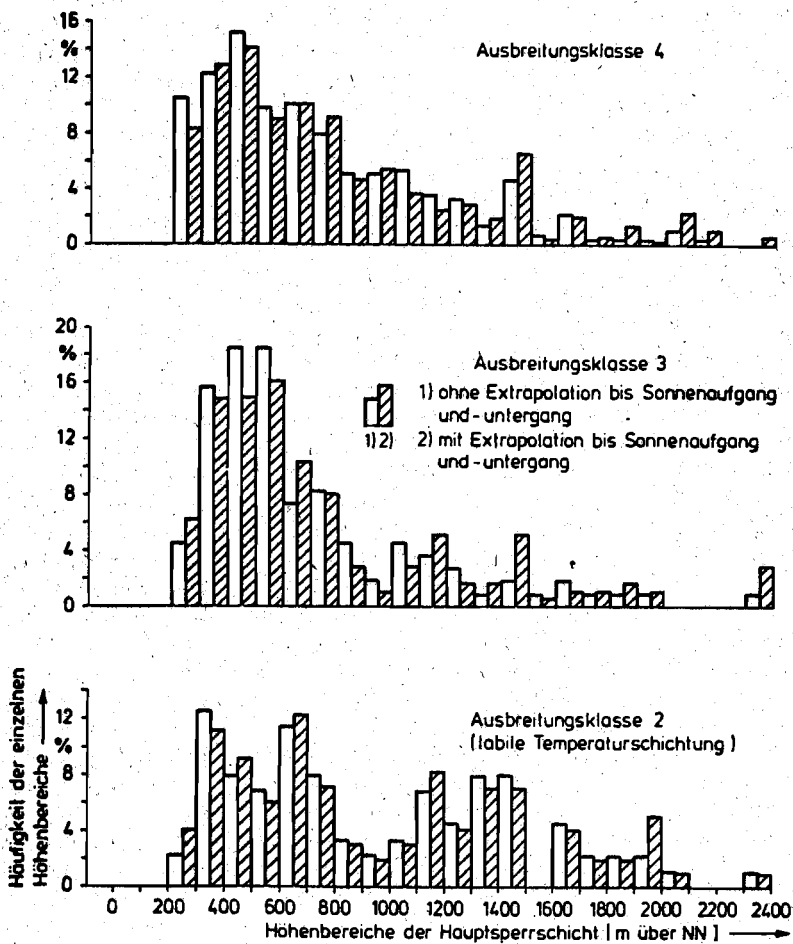 16
%
12
8
4
0
Ausbreitungsklasse 4
20
%
16
12
8
4
0
Ausbreitungsklasse 3
1) ohne Extrapolation bis Sonnenaufgang
und-untergang
1) 2)
2) mit Extrapolation bis Sonnenaufgang
und-untergang
Häufigkeit der einzelnen
Höhenbereiche
12
%
8
4
0
Ausbreitungsklasse 2
(labile Temperaturschichtung)
0 200 400 600 800 1000 1200 1400 1600 1800 2000 2200 2400
Höhenbereiche der Hauptsperrschicht [m über NN]